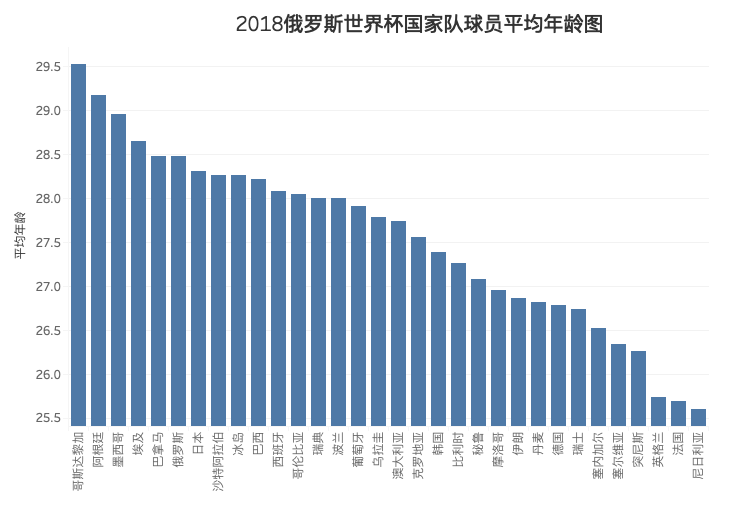 2018俄罗斯世界杯国家队球员平均年龄图
平均年龄
29.5
29.0
28.5
28.0
27.5
27.0
26.5
26.0
25.5
哥斯达黎加
阿根廷
墨西哥
埃及
巴拿马
俄罗斯
日本
沙特阿拉伯
冰岛
巴西
西班牙
哥伦比亚
瑞典
波兰
葡萄牙
乌拉圭
澳大利亚
克罗地亚
韩国
比利时
秘鲁
摩洛哥
伊朗
丹麦
德国
瑞士
塞内加尔
塞尔维亚
突尼斯
英格兰
法国
尼日利亚